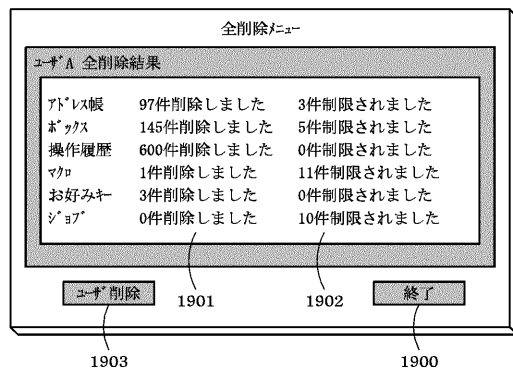 全削除ﾒﾆｭｰ
ﾕｰｻﾞA 全削除結果
ｱﾄﾞﾚｽ帳 97件削除しました 3件制限されました
ﾎﾞｯｸｽ 145件削除しました 5件制限されました
操作履歴 600件削除しました 0件制限されました
ﾏｸﾛ 1件削除しました 11件制限されました
お好みｷｰ 3件削除しました 0件制限されました
ｼﾞｮﾌﾞ 0件削除しました 10件制限されました
ﾕｰｻﾞ削除 1901 1902 終了
1903 1900